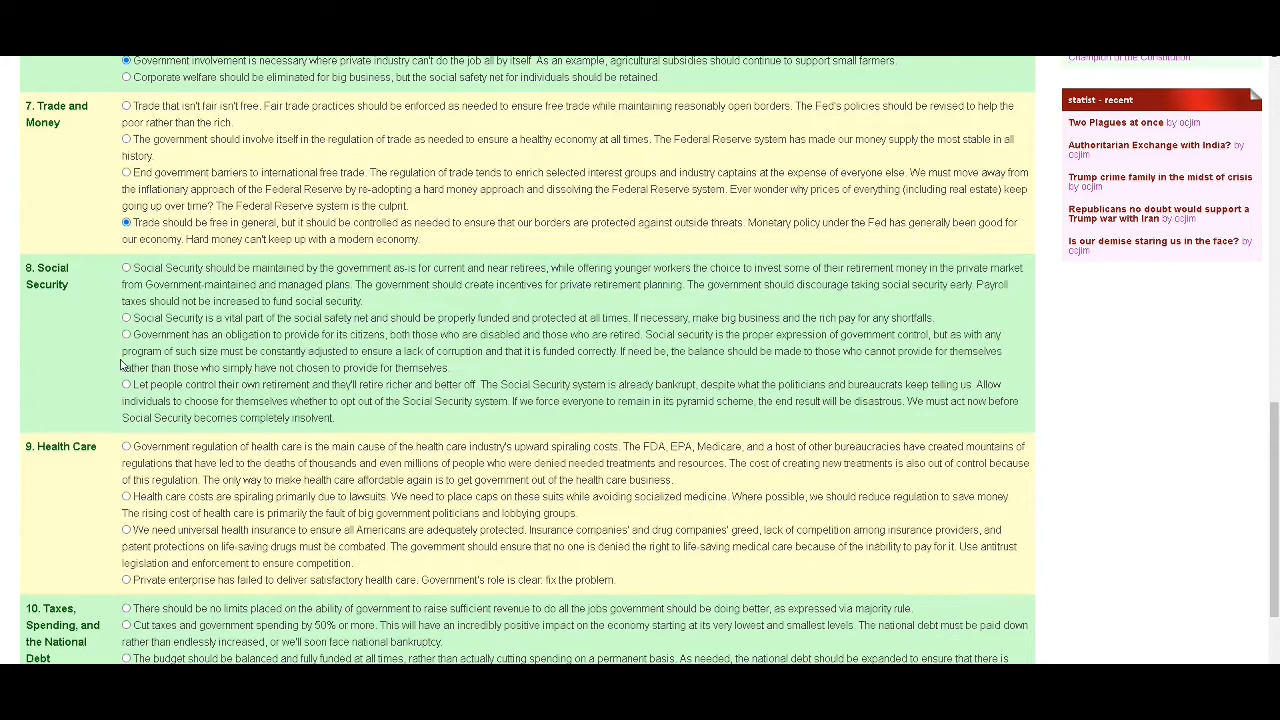 Government involvement is necessary where private industry can't do the job all by itself. As an example, agricultural subsidies should continue to support small farmers.
Corporate welfare should be eliminated for big business, but the social safety net for individuals should be retained.
7. Trade and
Money
Trade that isn't fair isn't free. Fair trade practices should be enforced as needed to ensure free trade while maintaining reasonably open borders. The Fed's policies should be revised to help the
poor rather than the rich.
The government should involve itself in the regulation of trade as needed to ensure a healthy economy at all times. The Federal Reserve system has made our money supply the most stable in all
history.
End government barriers to international free trade. The regulation of trade tends to enrich selected interest groups and industry captains at the expense of everyone else. We must move away from
the inflationary approach of the Federal Reserve by re-adopting a hard money approach and dissolving the Federal Reserve system. Ever wonder why prices of everything (including real estate) keep
going up over time? The Federal Reserve system is the culprit.
Trade should be free in general, but it should be controlled as needed to ensure that our borders are protected against outside threats. Monetary policy under the Fed has generally been good for
our economy. Hard money can't keep up with a modern economy.
8. Social
Security
Social Security should be maintained by the government as-is for current and near retirees, while offering younger workers the choice to invest some of their retirement money in the private market
from Government-maintained and managed plans. The government should create incentives for private retirement planning. The government should discourage taking social security early. Payroll
taxes should not be increased to fund social security.
Social Security is a vital part of the social safety net and should be properly funded and protected at all times. If necessary, make big business and the rich pay for any shortfalls.
Government has an obligation to provide for its citizens, both those who are disabled and those who are retired. Social security is the proper expression of government control, but as with any
program of such size must be constantly adjusted to ensure a lack of corruption and that it is funded correctly. If need be, the balance should be made to those who cannot provide for themselves
rather than those who simply have not chosen to provide for themselves.
Let people control their own retirement and they'll retire richer and better off. The Social Security system is already bankrupt, despite what the politicians and bureaucrats keep telling us. Allow
individuals to choose for themselves whether to opt out of the Social Security system. If we force everyone to remain in its pyramid scheme, the end result will be disastrous. We must act now before
Social Security becomes completely insolvent.
9. Health Care
Government regulation of health care is the main cause of the health care industry's upward spiraling costs. The FDA, EPA, Medicare, and a host of other bureaucracies have created mountains of
regulations that have led to the deaths of thousands and even millions of people who were denied needed treatments and resources. The cost of creating new treatments is also out of control because
of this regulation. The only way to make health care affordable again is to get government out of the health care business.
Health care costs are spiraling primarily due to lawsuits. We need to place caps on these suits while avoiding socialized medicine. Where possible, we should reduce regulation to save money.
The rising cost of health care is primarily the fault of big government politicians and lobbying groups.
We need universal health insurance to ensure all Americans are adequately protected. Insurance companies' and drug companies' greed, lack of competition among insurance providers, and
patent protections on life-saving drugs must be combated. The government should ensure that no one is denied the right to life-saving medical care because of the inability to pay for it. Use antitrust
legislation and enforcement to ensure competition.
Private enterprise has failed to deliver satisfactory health care. Government's role is clear: fix the problem.
10. Taxes,
Spending, and
the National
Debt
There should be no limits placed on the ability of government to raise sufficient revenue to do all the jobs government should be doing better, as expressed via majority rule.
Cut taxes and government spending by 50% or more. This will have an incredibly positive impact on the economy starting at its very lowest and smallest levels. The national debt must be paid down
rather than endlessly increased, or we'll soon face national bankruptcy.
The budget should be balanced and fully funded at all times, rather than actually cutting spending on a permanent basis. As needed, the national debt should be expanded to ensure that there is
Champion of the Constitution
statist - recent
Two Plagues at once by ocjim
Authoritarian Exchange with India? by
ocjim
Trump crime family in the midst of crisis
by ocjim
Republicans no doubt would support a
Trump war with Iran by ocjim
Is our demise staring us in the face? by
ocjim